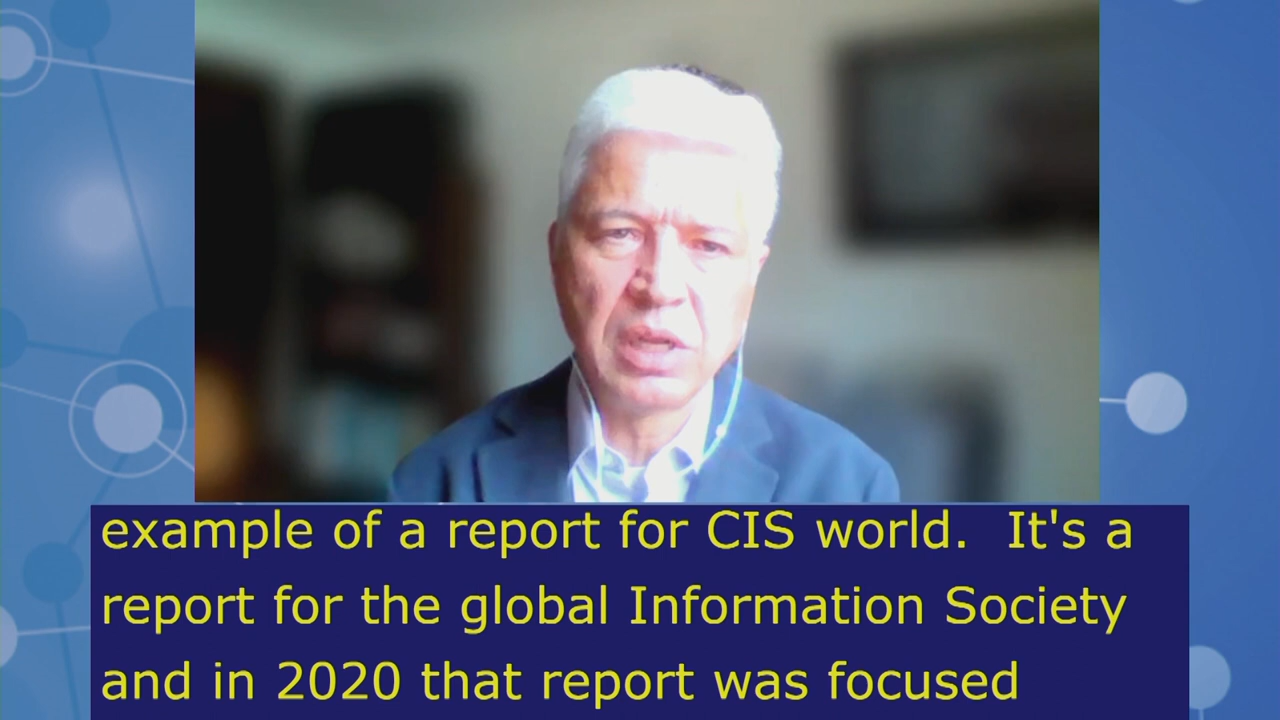 example of a report for CIS world.  It's a
report for the global Information Society
and in 2020 that report was focused